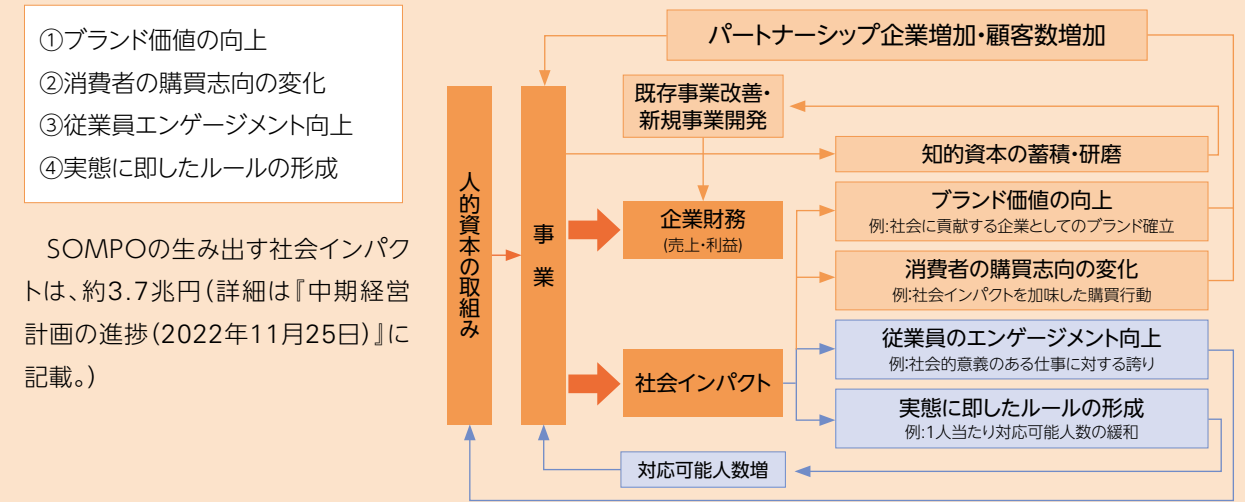 ①ブランド価値の向上
②消費者の購買志向の変化
③従業員エンゲージメント向上
④実態に即したルールの形成
SOMPOの生み出す社会インパク
トは、約3.7兆円(詳細は『中期経営
計画の進捗(2022年11月25日)』に
記載。)
パートナーシップ企業増加・顧客数増加
既存事業改善・
新規事業開発
人的資本の取組み
事業
知的資本の蓄積・研磨
企業財務
(売上・利益)
ブランド価値の向上
例:社会に貢献する企業としてのブランド確立
消費者の購買志向の変化
例:社会インパクトを加味した購買行動
社会インパクト
従業員のエンゲージメント向上
例:社会的意義のある仕事に対する誇り
実態に即したルールの形成
例:1人当たり対応可能人数の緩和
対応可能人数増